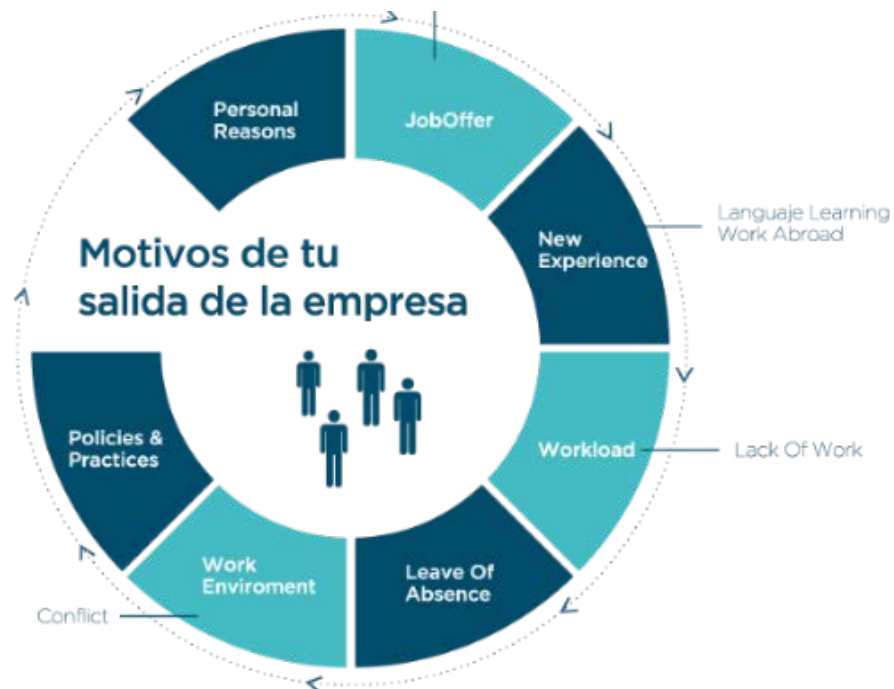 Personal
Reasons
JobOffer
New
Experience
Languaje Learning
Work Abroad
Motivos de tu
salida de la empresa
Policies &
Practices
Workload
Lack Of Work
Work
Enviroment
Leave Of
Absence
Conflict